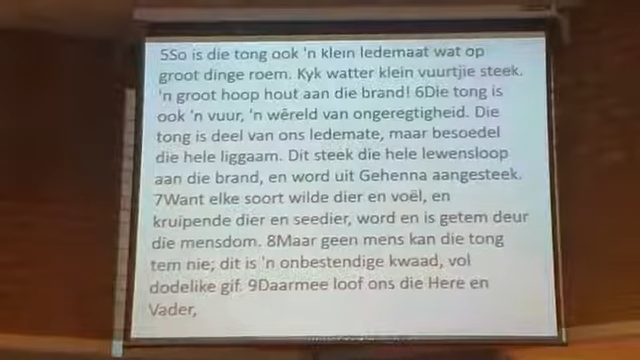 5So is die tong ook 'n klein ledemaat wat op
groot dinge roem. Kyk watter klein vuurtjie steek.
'n groot hoop hout aan die brand! 6Die tong is
ook 'n vuur, 'n wêreld van ongeregtigheid. Die
tong is deel van ons ledemate, maar besoedel
die hele liggaam. Dit steek die hele lewensloop
aan die brand, en word uit Gehenna aangesteek.
7Want elke soort wilde dier en voël, en
kruipende dier en seedier, word en is getem deur
die mensdom. 8Maar geen mens kan die tong
tem nie; dit is 'n onbestendige kwaad, vol
dodelike gif. 9Daarmee loof ons die Here en
Vader,